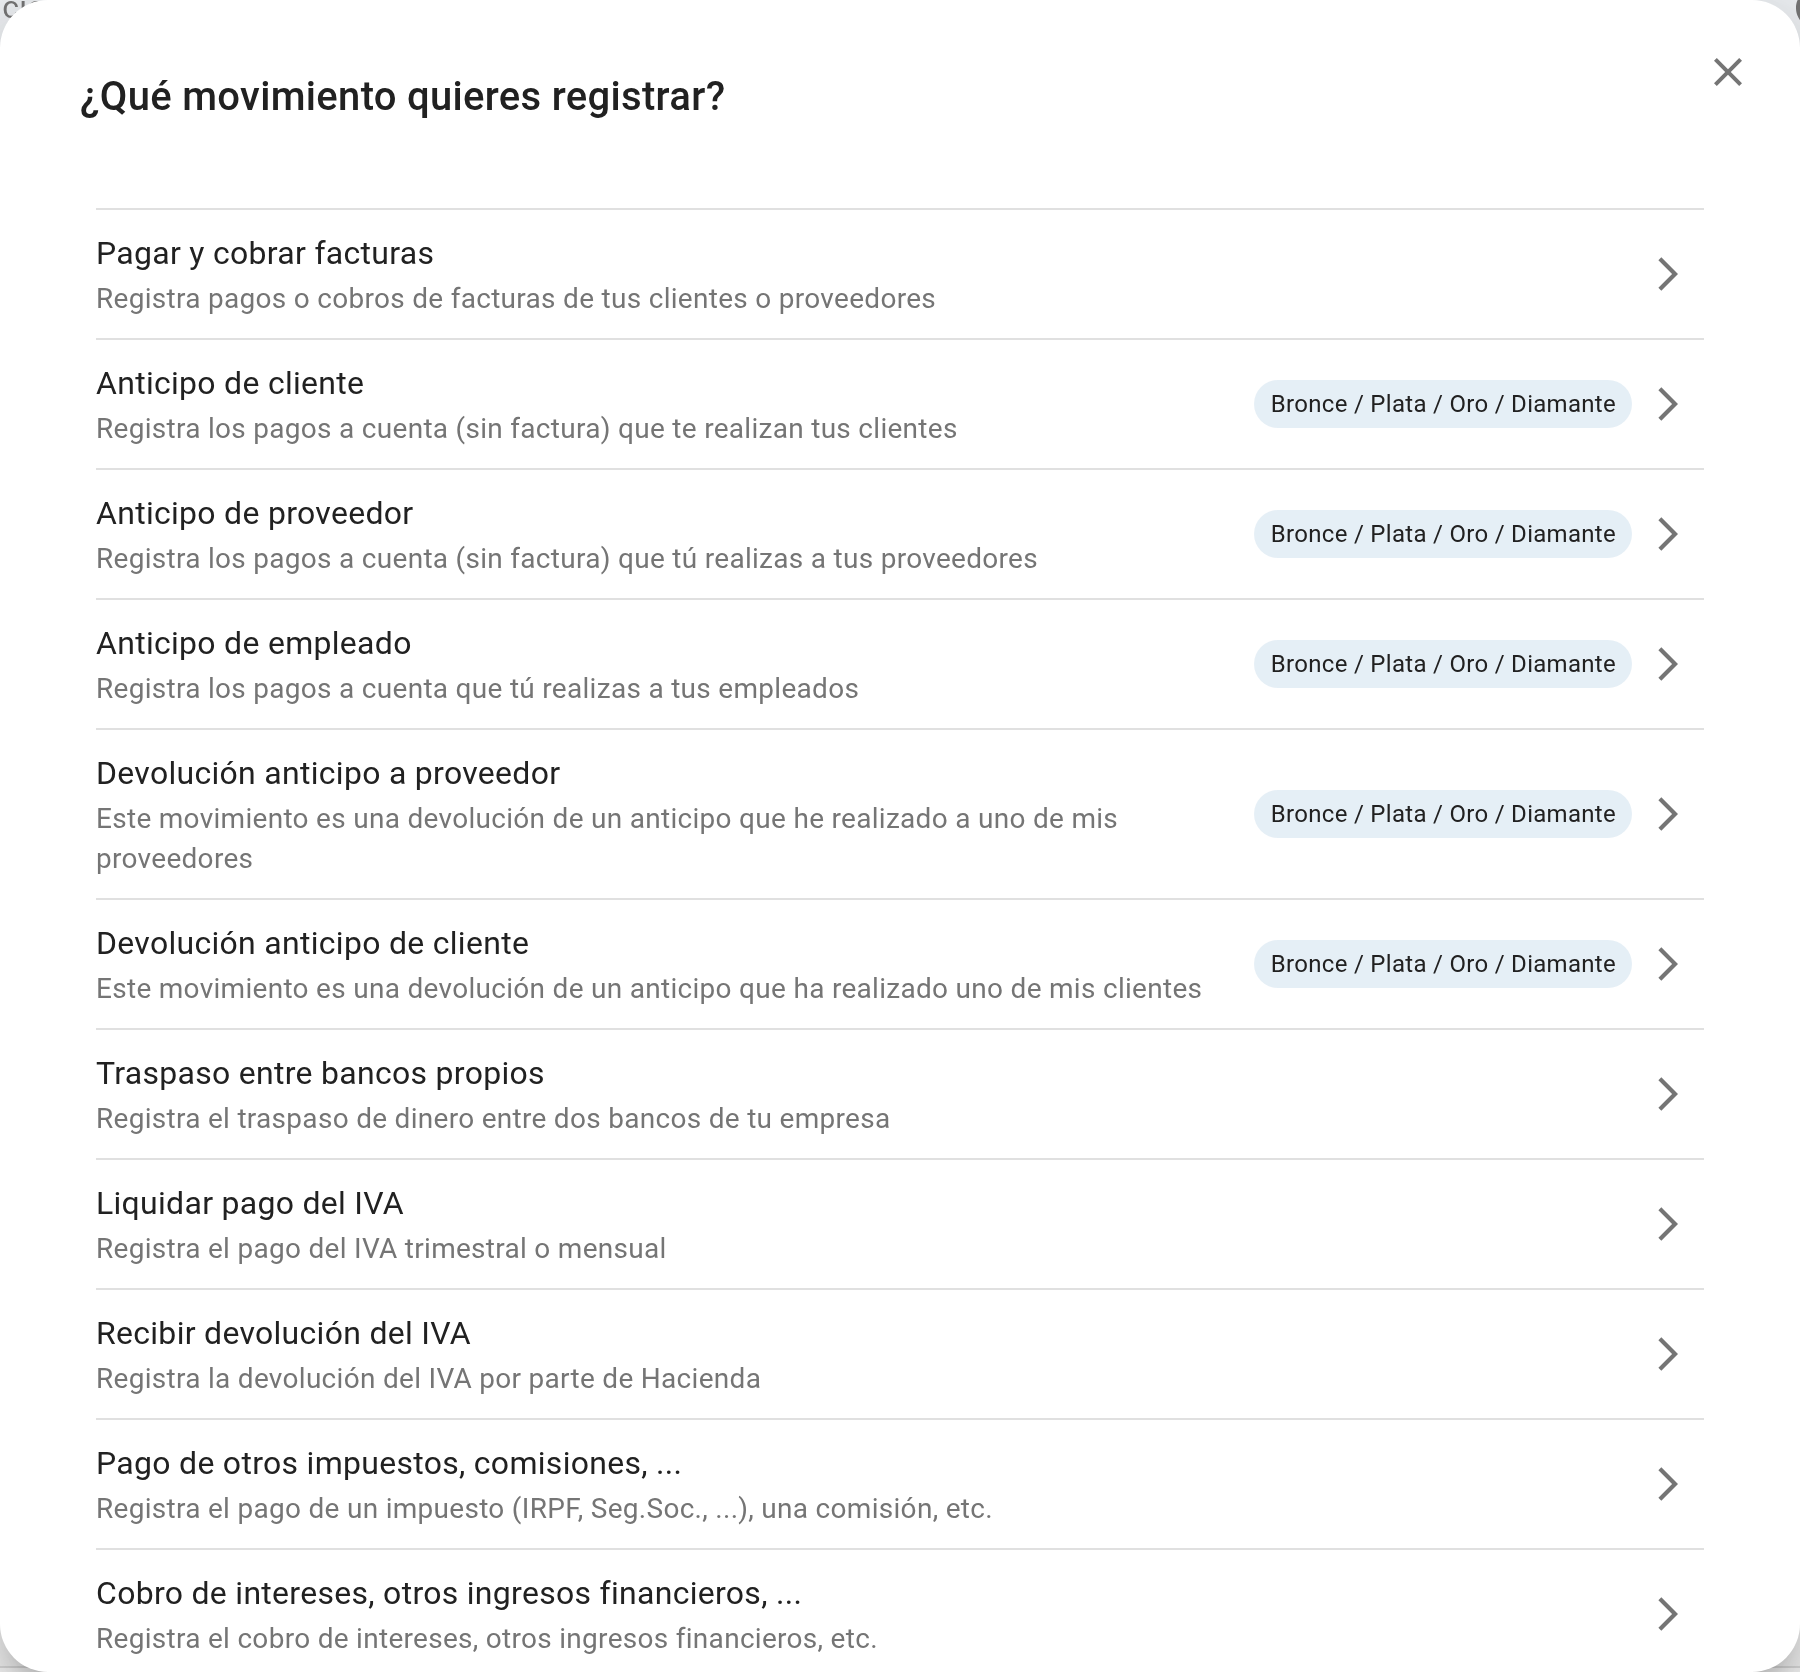 ¿Qué movimiento quieres registrar?
Pagar y cobrar facturas
Registra pagos o cobros de facturas de tus clientes o proveedores
Anticipo de cliente
Registra los pagos a cuenta (sin factura) que te realizan tus clientes
Bronce / Plata / Oro / Diamante
Anticipo de proveedor
Registra los pagos a cuenta (sin factura) que tú realizas a tus proveedores
Bronce / Plata / Oro / Diamante
Anticipo de empleado
Registra los pagos a cuenta que tú realizas a tus empleados
Bronce / Plata / Oro / Diamante
Devolución anticipo a proveedor
Este movimiento es una devolución de un anticipo que he realizado a uno de mis
proveedores
Bronce / Plata / Oro / Diamante
Devolución anticipo de cliente
Este movimiento es una devolución de un anticipo que ha realizado uno de mis clientes
Bronce / Plata / Oro / Diamante
Traspaso entre bancos propios
Registra el traspaso de dinero entre dos bancos de tu empresa
Liquidar pago del IVA
Registra el pago del IVA trimestral o mensual
Recibir devolución del IVA
Registra la devolución del IVA por parte de Hacienda
Pago de otros impuestos, comisiones, ...
Registra el pago de un impuesto (IRPF, Seg.Soc., ...), una comisión, etc.
Cobro de intereses, otros ingresos financieros, ...
Registra el cobro de intereses, otros ingresos financieros, etc.